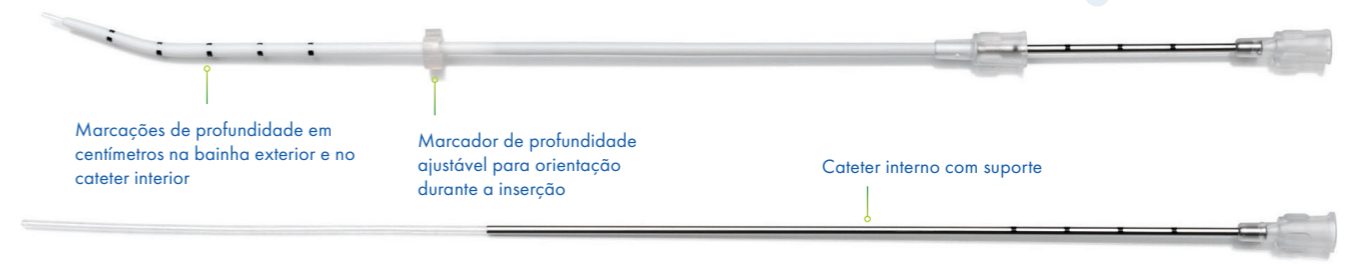 Marcações de profundidade em
centímetros na bainha exterior e no
cateter interior
Marcador de profundidade
ajustável para orientação
durante a inserção
Cateter interno com suporte